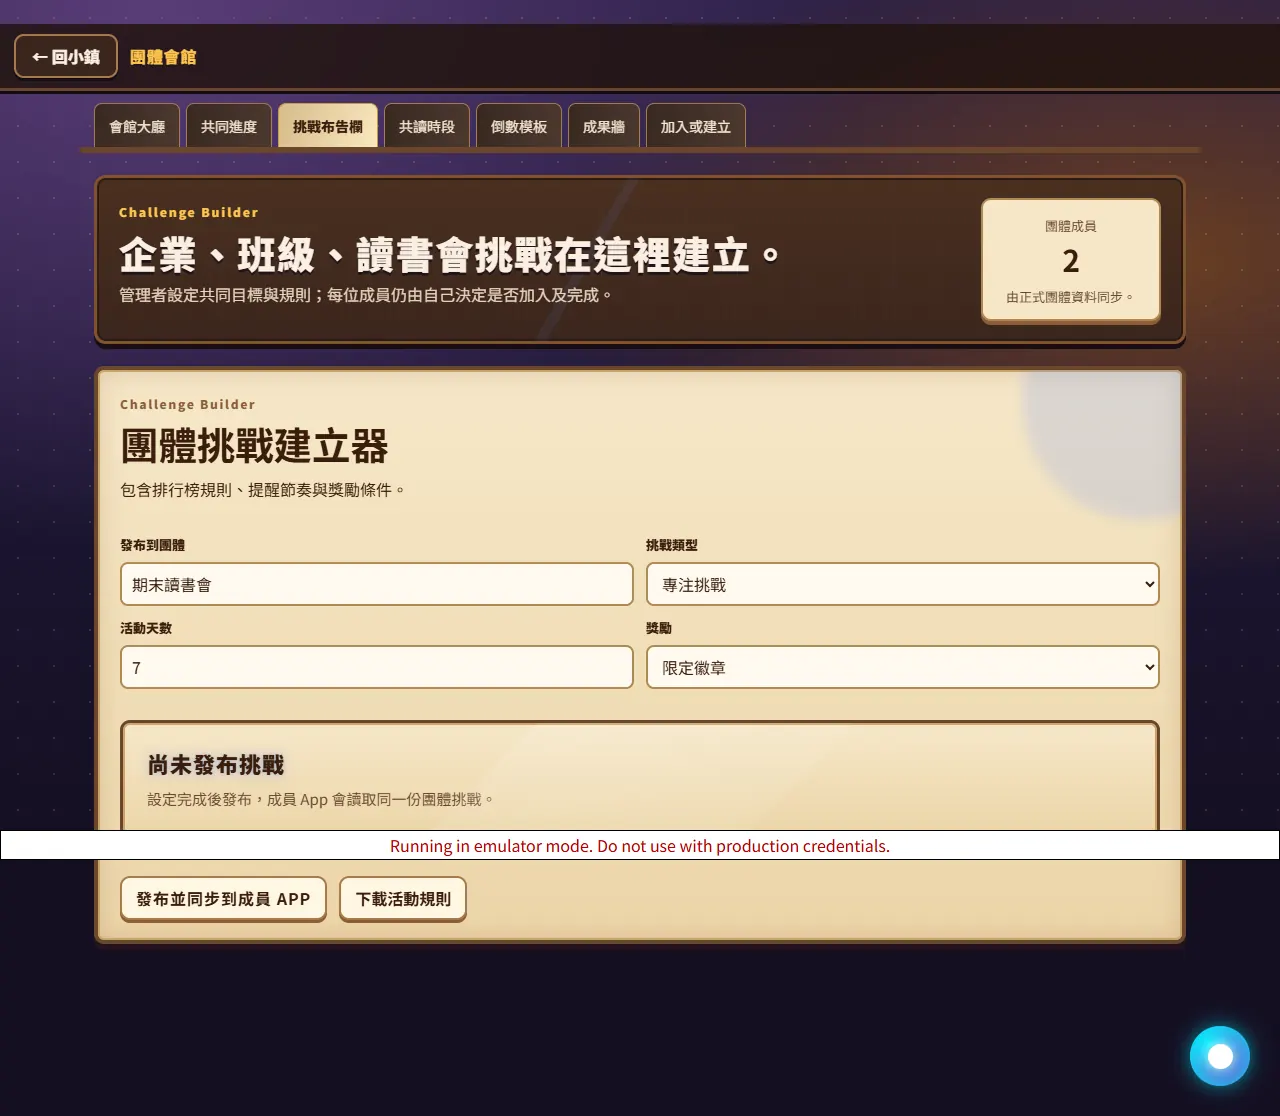 ← 回小鎮
團體會館
會館大廳
共同進度
挑戰布告欄
共讀時段
倒數模板
成果牆
加入或建立
Challenge Builder
企業、班級、讀書會挑戰在這裡建立。
管理者設定共同目標與規則；每位成員仍由自己決定是否加入及完成。
團體成員
2
由正式團體資料同步。
Challenge Builder
團體挑戰建立器
包含排行榜規則、提醒節奏與獎勵條件。
發布到團體
期末讀書會
挑戰類型
專注挑戰
活動天數
7
獎勵
限定徽章
尚未發布挑戰
設定完成後發布，成員 App 會讀取同一份團體挑戰。
Running in emulator mode. Do not use with production credentials.
發布並同步到成員 APP
下載活動規則